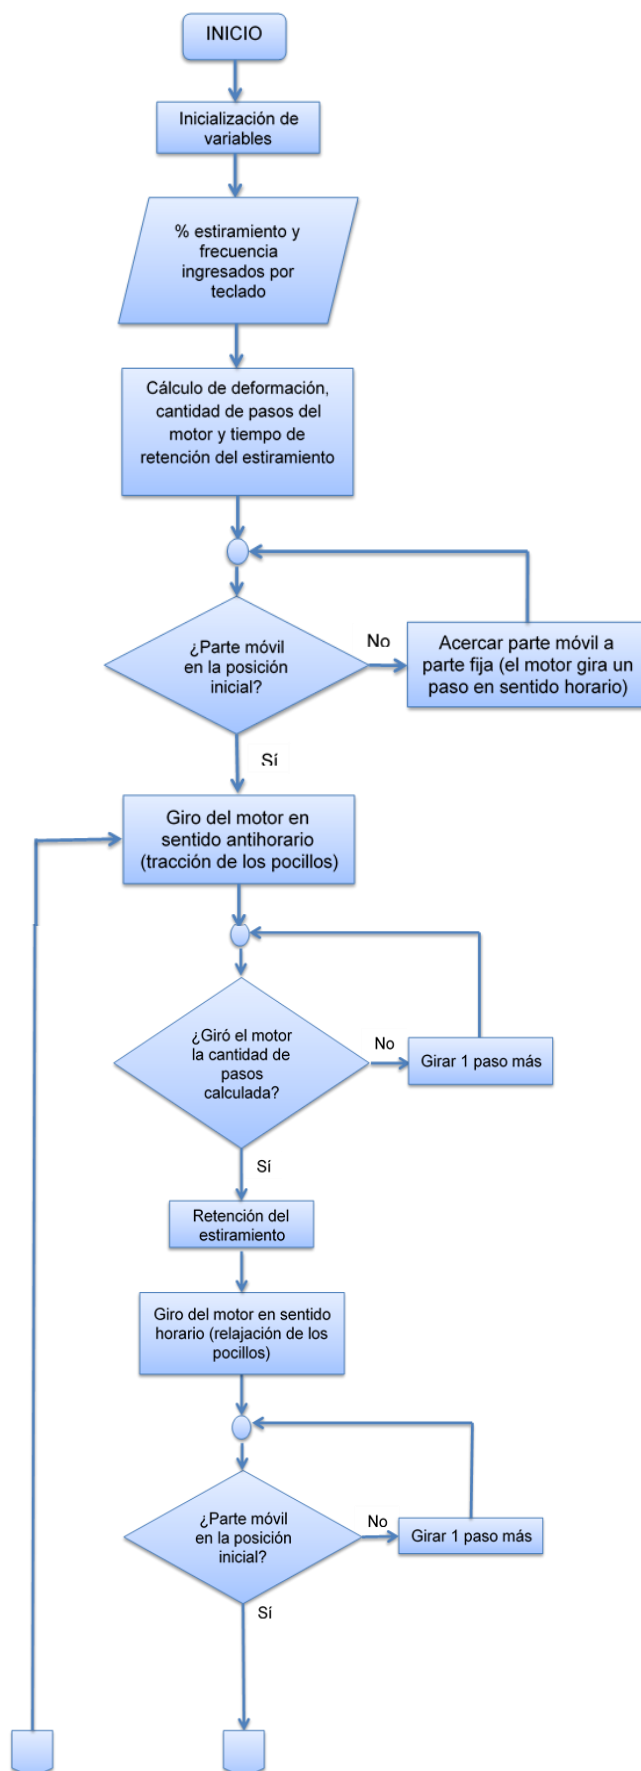 INICIO
Inicialización de
variables
% estiramiento y
frecuencia
ingresados por
teclado
Cálculo de deformación,
cantidad de pasos del
motor y tiempo de
retención del estiramiento
¿Parte móvil
en la posición
inicial?
No
Acercar parte móvil a
parte fija (el motor gira un
paso en sentido horario)
Sí
Giro del motor en
sentido antihorario
(tracción de los pocillos)
¿Giró el motor
la cantidad de
pasos
calculada?
No
Girar 1 paso más
Sí
Retención del
estiramiento
Giro del motor en sentido
horario (relajación de los
pocillos)
¿Parte móvil
en la posición
inicial?
No
Girar 1 paso más
Sí